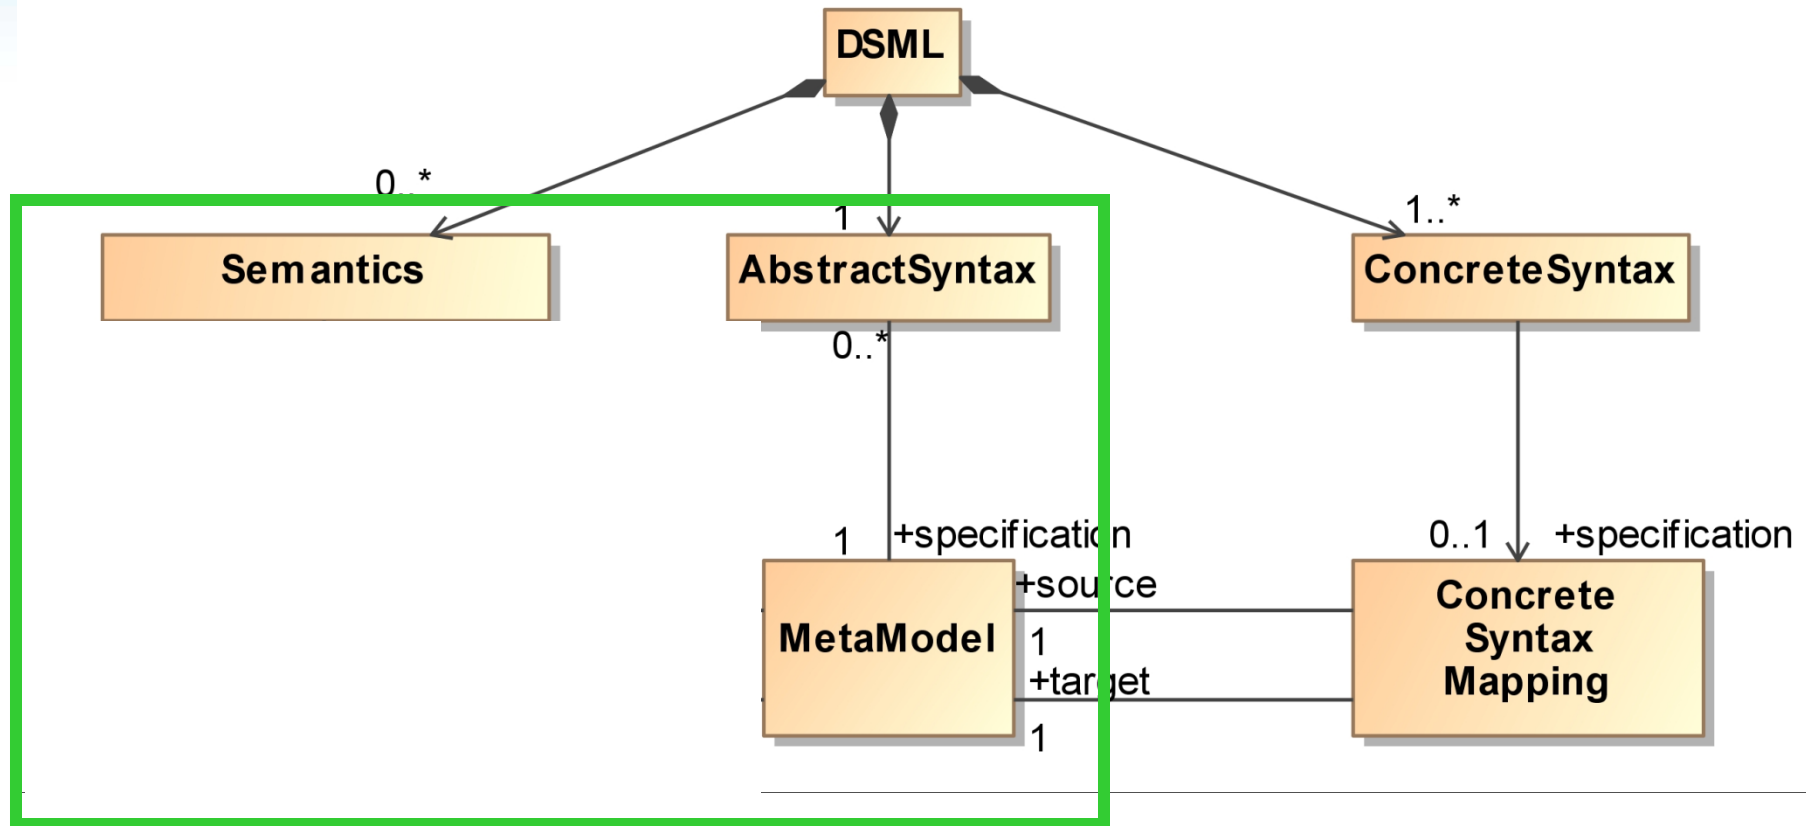 DSML
0..*
1
1..*
Semantics
AbstractSyntax
ConcreteSyntax
0..*
1
+specification
0..1
+specification
+source
1
+target
1
MetaModel
Concrete
Syntax
Mapping